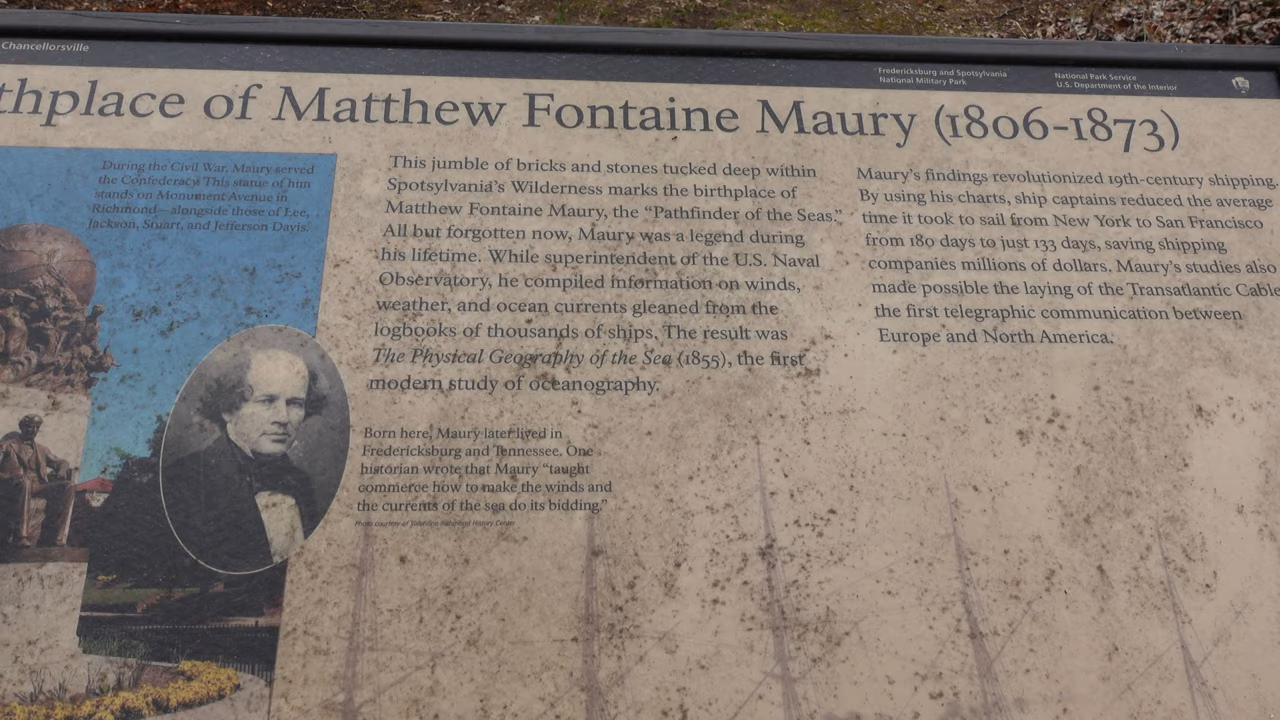 Chancellorsville
Fredericksburg and Spotsylvania
National Military Park
National Park Service
U.S. Department of the Interior
thplace of Matthew Fontaine Maury (1806-1873)
During the Civil War, Maury served
the Confederacy. This statue of him
stands on Monument Avenue in
Richmond—alongside those of Lee,
Jackson, Stuart, and Jefferson Davis.
This jumble of bricks and stones tucked deep within
Spotsylvania's Wilderness marks the birthplace of
Matthew Fontaine Maury, the “Pathfinder of the Seas.”
All but forgotten now, Maury was a legend during
his lifetime. While superintendent of the U.S. Naval
Observatory, he compiled information on winds,
weather, and ocean currents gleaned from the
logbooks of thousands of ships. The result was
The Physical Geography of the Sea (1855), the first
modern study of oceanography.
Maury's findings revolutionized 19th-century shipping.
By using his charts, ship captains reduced the average
time it took to sail from New York to San Francisco
from 180 days to just 133 days, saving shipping
companies millions of dollars. Maury's studies also
made possible the laying of the Transatlantic Cable
the first telegraphic communication between
Europe and North America.
Born here, Maury later lived in
Fredericksburg and Tennessee. One
historian wrote that Maury “taught
commerce how to make the winds and
the currents of the sea do its bidding.”
Photo courtesy of Valentine Richmond History Center